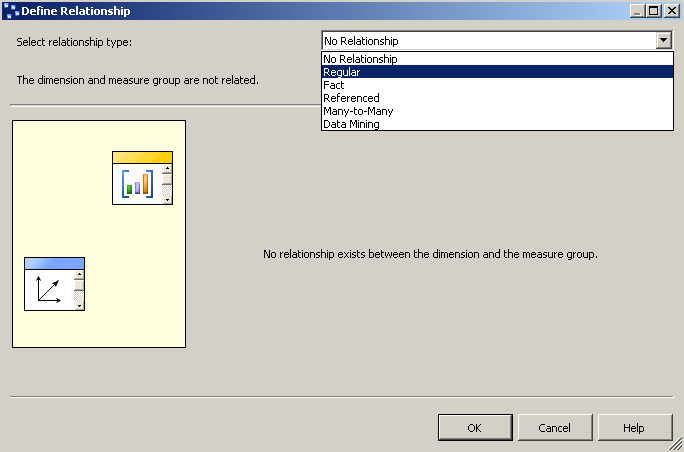 Define Relationship
Select relationship type:
No Relationship
No Relationship
Regular
Fact
Referenced
Many-to-Many
Data Mining
The dimension and measure group are not related.
No relationship exists between the dimension and the measure group.
OK
Cancel
Help